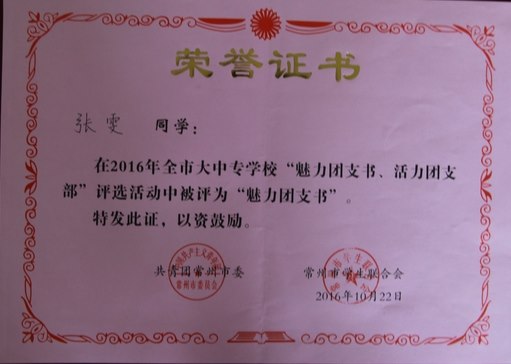 荣誉证书
张雯 同学：
在2016年全市大中专学校“魅力团支书、活力团支
部”评选活动中被评为“魅力团支书”。
特发此证，以资鼓励。
共青团常州市委 常州市学生联合会
2016年10月22日